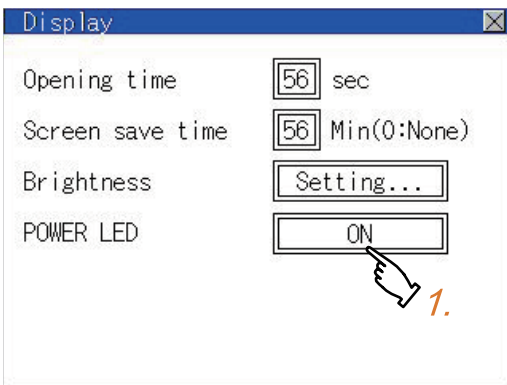 Display
Opening time 56 sec
Screen save time 56 Min(0:None)
Brightness Setting...
POWER LED ON
1.